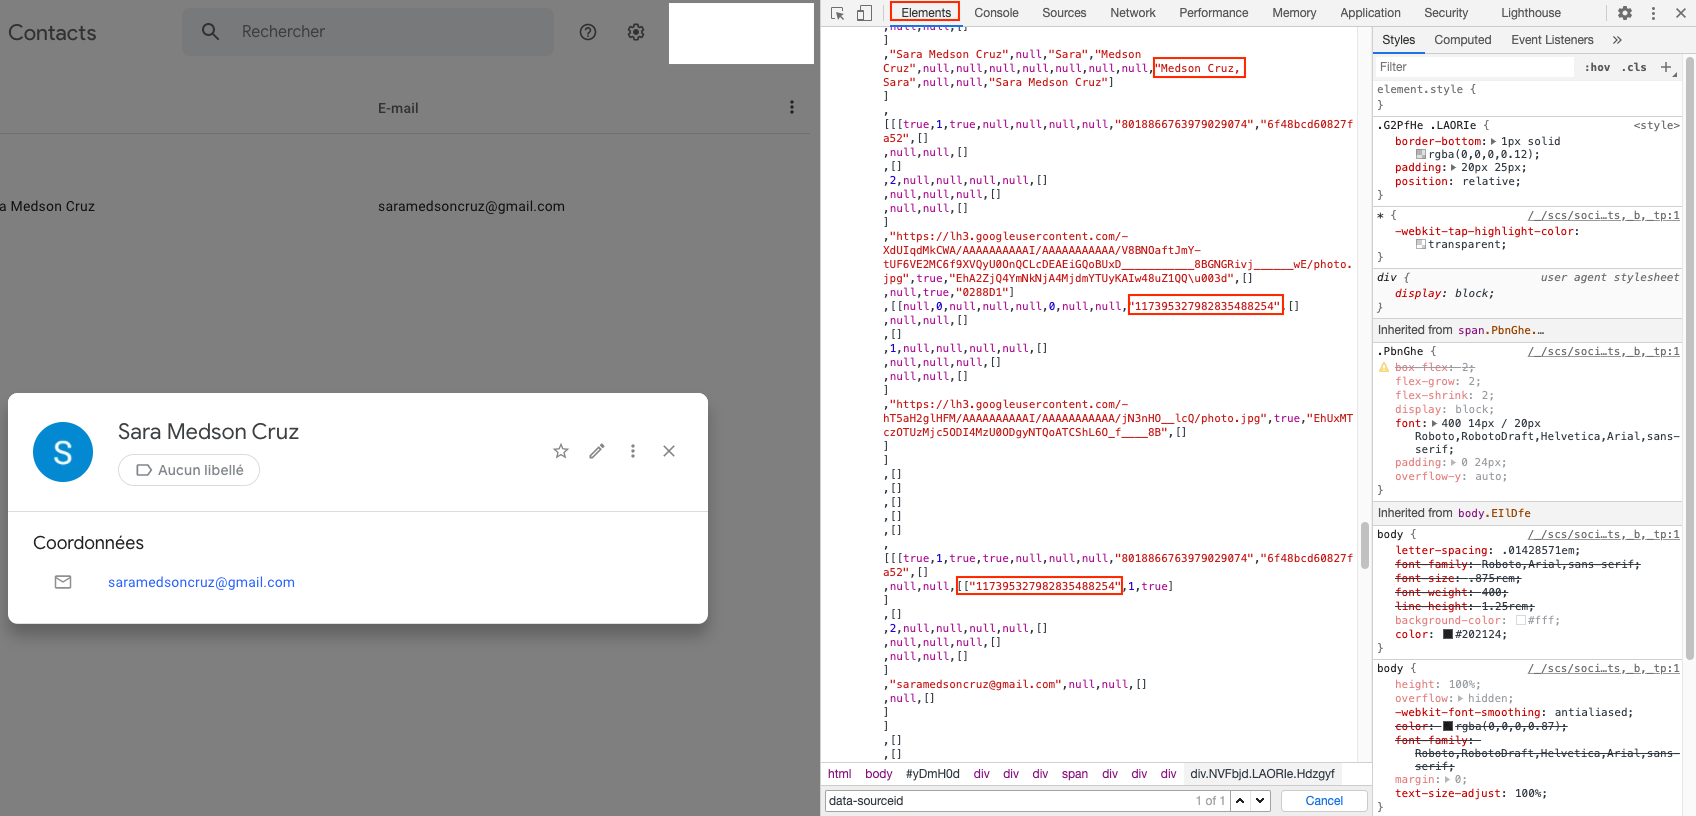 Contacts
Rechercher
E-mail
a Medson Cruz
saramedsoncruz@gmail.com
S
Sara Medson Cruz
Aucun libellé
Coordonnées
saramedsoncruz@gmail.com
Elements Console Sources Network Performance Memory Application Security Lighthouse
,null,null,[]
]
,"Sara Medson Cruz",null,"Sara","Medson
Cruz",null,null,null,null,null,null,null,"Medson Cruz,
Sara",null,null,"Sara Medson Cruz"]
]
,
[[[true,1,true,null,null,null,null,"8018866763979029074","6f48bcd60827f
a52",[]
,null,null,[]
,[]
,2,null,null,null,null,[]
,null,null,null,[]
,null,null,[]
]
,"https://lh3.googleusercontent.com/-
XdUIqdMkCWA/AAAAAAAAAAI/AAAAAAAAAAA/V8BNOaftJmY-
tUF6VE2MC6f9XVQyU0OnQCLcDEAEiGQoBUxD___________8BGNGRivj______wE/photo.
jpg",true,"EhA2ZjQ4YmNkNjA4MjdmYTUyKAIw48uZ1QQ\u003d",[]
,null,true,"0288D1"]
,[[null,0,null,null,null,0,null,null,"117395327982835488254",[]
,null,null,[]
,[]
,1,null,null,null,null,[]
,null,null,null,[]
,null,null,[]
]
,"https://lh3.googleusercontent.com/-
hT5aH2glHFM/AAAAAAAAAAI/AAAAAAAAAAA/jN3nHO__lcQ/photo.jpg",true,"EhUxMT
czOTUzMjc5ODI4MzU0ODgyNTQoATCShL6O_f____8B",[]
]
]
,[]
,[]
,[]
,[]
,[]
,
[[[true,1,true,true,null,null,null,"8018866763979029074","6f48bcd60827f
a52",[]
,null,null,[["117395327982835488254",1,true]
]
,[]
,2,null,null,null,null,[]
,null,null,null,[]
,null,null,[]
]
,"saramedsoncruz@gmail.com",null,null,[]
,null,[]
]
]
,[]
,[]
html body #yDmH0d div div div span div div div div.NVFbjd.LAORIe.Hdzgyf
data-sourceid 1 of 1 Cancel
Styles Computed Event Listeners »
Filter :hov .cls +
element.style {
}
.G2PfHe .LAORIe { <style>
border-bottom: 1px solid
rgba(0,0,0,0.12);
padding: 20px 25px;
position: relative;
}
* { /_/scs/soci…ts,_b,_tp:1
-webkit-tap-highlight-color:
transparent;
}
div { user agent stylesheet
display: block;
}
Inherited from span.PbnGhe.…
.PbnGhe { /_/scs/soci…ts,_b,_tp:1
box-flex: 2;
flex-grow: 2;
flex-shrink: 2;
display: block;
font: 400 14px / 20px
Roboto,RobotoDraft,Helvetica,Arial,sans-
serif;
padding: 0 24px;
overflow-y: auto;
}
Inherited from body.EIlDfe
body { /_/scs/soci…ts,_b,_tp:1
letter-spacing: .01428571em;
font-family: Roboto,Arial,sans-serif;
font-size: .875rem;
font-weight: 400;
line-height: 1.25rem;
background-color: #fff;
color: #202124;
}
body { /_/scs/soci…ts,_b,_tp:1
height: 100%;
overflow: hidden;
-webkit-font-smoothing: antialiased;
color: rgba(0,0,0,0.87);
font-family:
Roboto,RobotoDraft,Helvetica,Arial,sans-
serif;
margin: 0;
text-size-adjust: 100%;
}